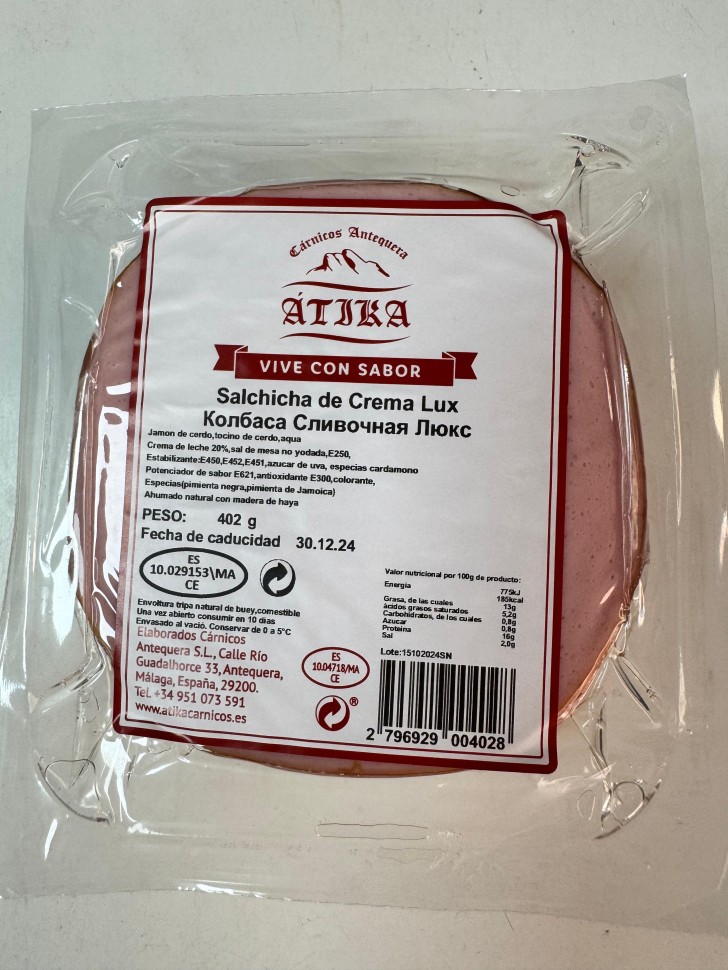 Cárnicos Antequera
ÁTIKA
VIVE CON SABOR
Salchicha de Crema Lux
Колбаса Сливочная Люкс
Jamon de cerdo,tocino de cerdo,aqua
Crema de leche 20%,sal de mesa no yodada,E250,
Estabilizante:E450,E452,E451,azucar de uva, especias cardamono
Potenciador de sabor E621,antioxidante E300,colorante,
Especias(pimienta negra,pimienta de Jamoica)
Ahumado natural con madera de haya
PESO: 402 g
Fecha de caducidad 30.12.24
ES
10.029153\MA
CE
Envoltura tripa natural de buey,comestible
Una vez abierto consumir en 10 dias
Envasado al vació. Conservar de 0 a 5°C
Elaborados Cárnicos
Antequera S.L., Calle Río
Guadalhorce 33, Antequera,
Málaga, España, 29200.
Tel. +34 951 073 591
www.atikacarnicos.es
ES
10.04718/MA
CE
®
Valor nutricional por 100g de producto:
Energia 775kJ
185kcal
Grasa, de las cuales 13g
ácidos grasos saturados 5,2g
Carbohidratos, de los cuales 0,8g
Azucar 0,8g
Proteina 16g
Sal 2,0g
Lote:15102024SN
2 796929 004028